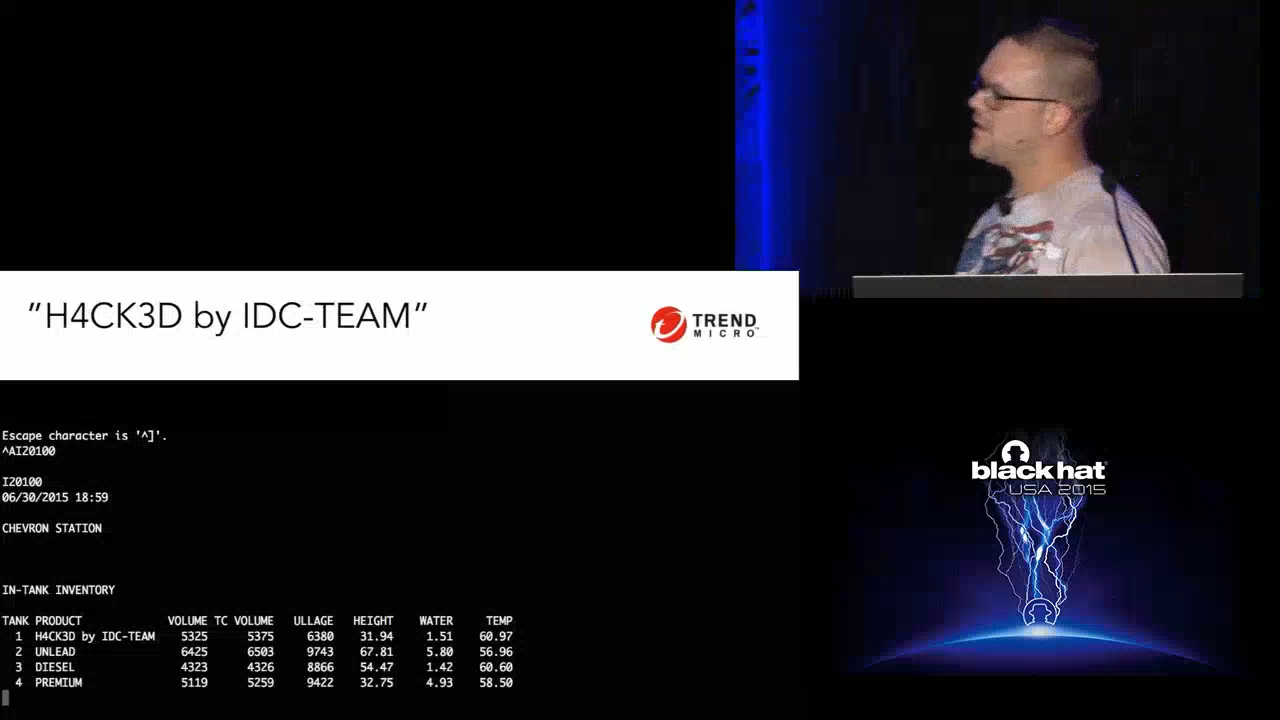 "H4CK3D by IDC-TEAM"
TREND
MICRO
Escape character is '^]'.
^AI20100
I20100
06/30/2015 18:59
CHEVRON STATION
IN-TANK INVENTORY
TANK PRODUCT VOLUME TC VOLUME ULLAGE HEIGHT WATER TEMP
1 H4CK3D by IDC-TEAM 5325 5375 6380 31.94 1.51 60.97
2 UNLEAD 6425 6503 9743 67.81 5.80 56.96
3 DIESEL 4323 4326 8866 54.47 1.42 60.60
4 PREMIUM 5119 5259 9422 32.75 4.93 58.50
black hat
USA 2015